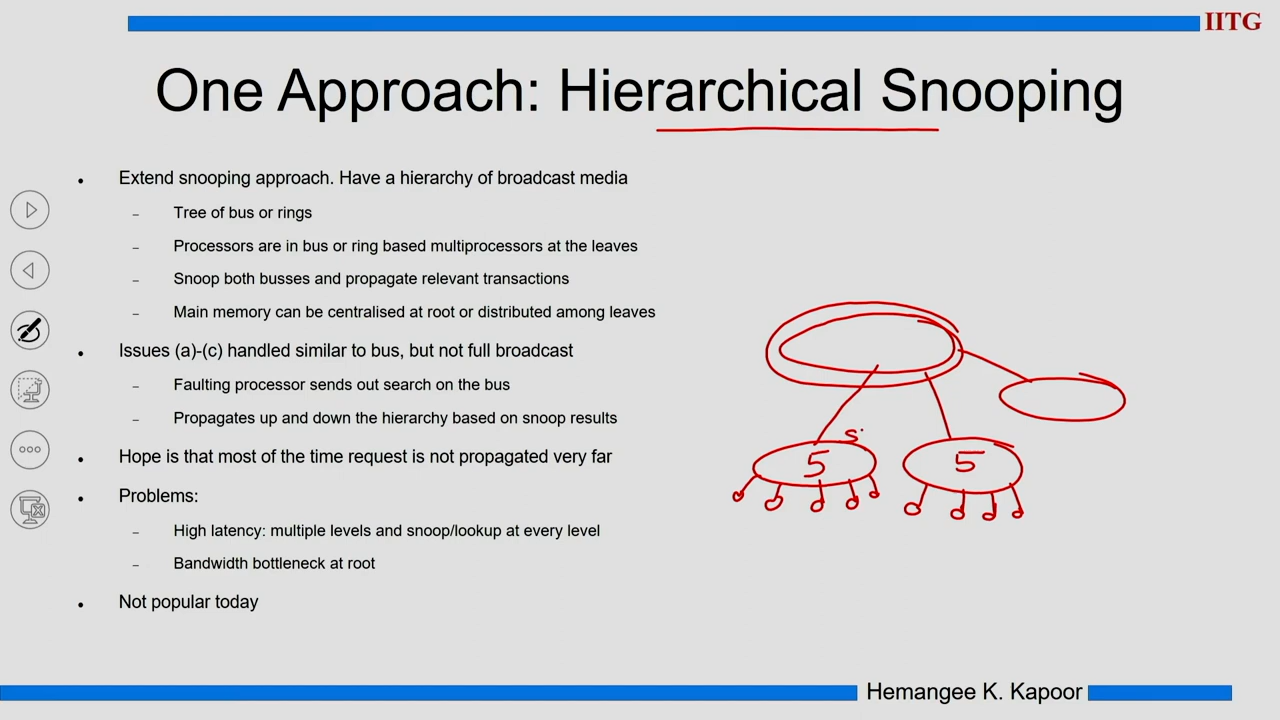 IITG
One Approach: Hierarchical Snooping
• Extend snooping approach. Have a hierarchy of broadcast media
– Tree of bus or rings
– Processors are in bus or ring based multiprocessors at the leaves
– Snoop both busses and propagate relevant transactions
– Main memory can be centralised at root or distributed among leaves
• Issues (a)-(c) handled similar to bus, but not full broadcast
– Faulting processor sends out search on the bus
– Propagates up and down the hierarchy based on snoop results
• Hope is that most of the time request is not propagated very far
• Problems:
– High latency: multiple levels and snoop/lookup at every level
– Bandwidth bottleneck at root
• Not popular today
5 5
Hemangee K. Kapoor